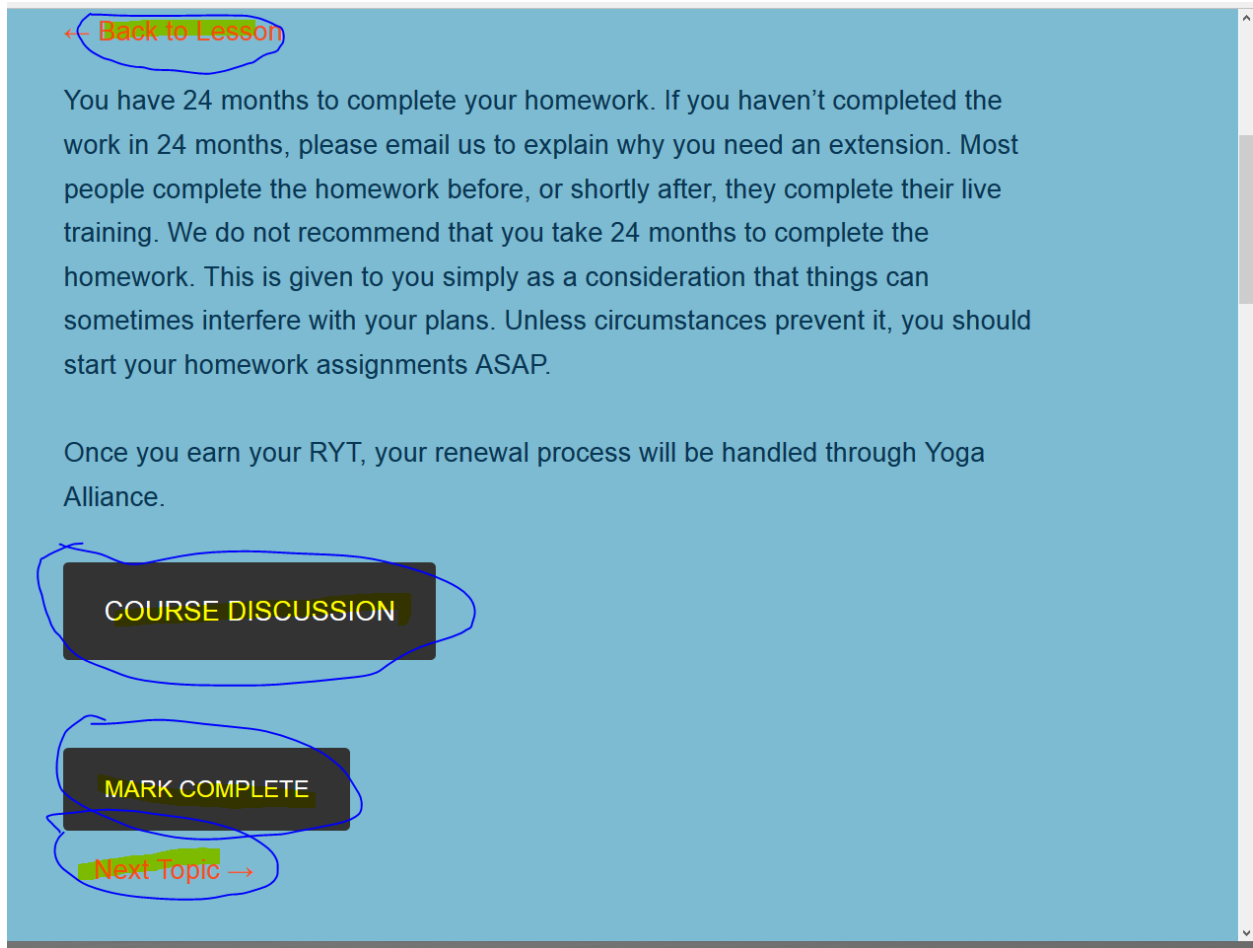 ← Back to Lesson
You have 24 months to complete your homework. If you haven’t completed the
work in 24 months, please email us to explain why you need an extension. Most
people complete the homework before, or shortly after, they complete their live
training. We do not recommend that you take 24 months to complete the
homework. This is given to you simply as a consideration that things can
sometimes interfere with your plans. Unless circumstances prevent it, you should
start your homework assignments ASAP.
Once you earn your RYT, your renewal process will be handled through Yoga
Alliance.
COURSE DISCUSSION
MARK COMPLETE
Next Topic →